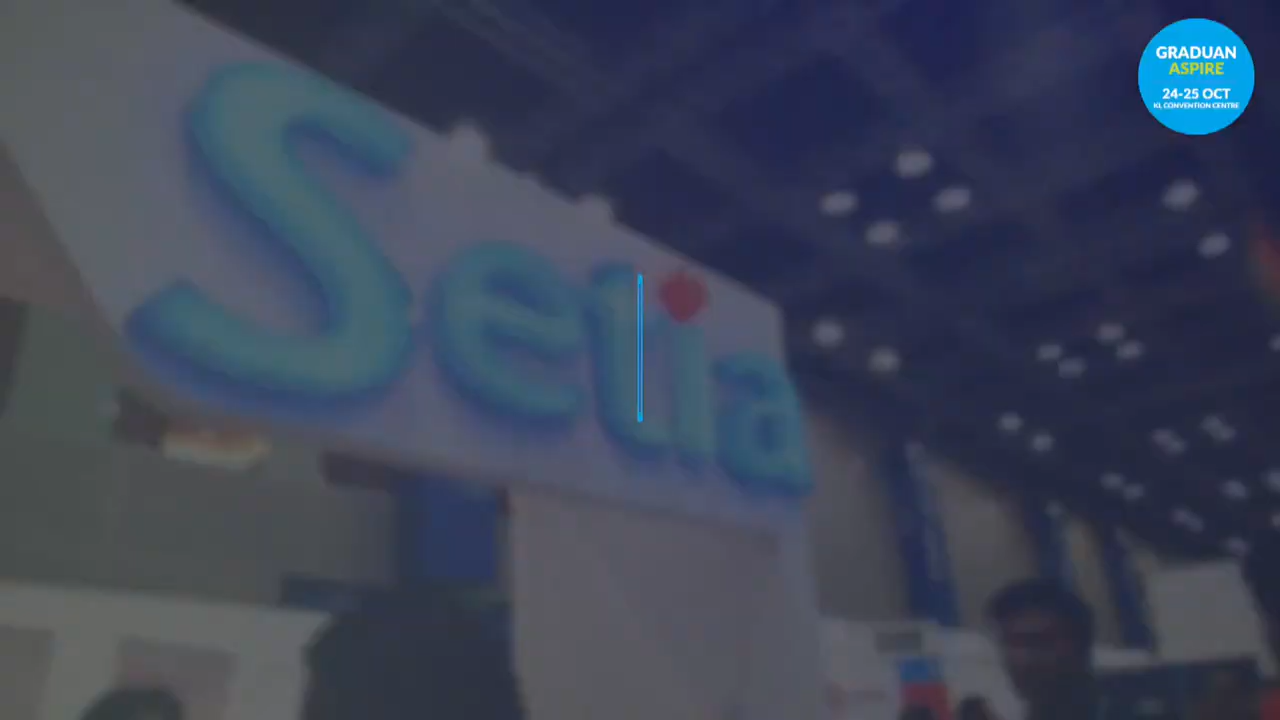 GRADUAN
ASPIRE
24-25 OCT
KL CONVENTION CENTRE
Setia